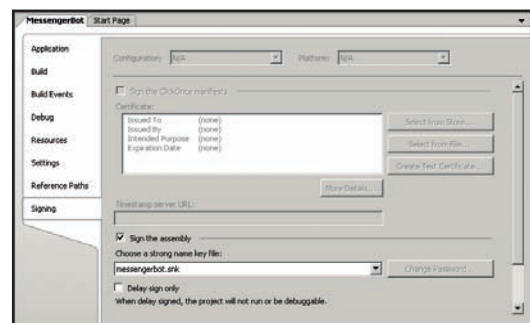 MessengerBot Start Page
Application
Build
Build Events
Debug
Resources
Settings
Reference Paths
Signing
Configuration: N/A Platform: N/A
Sign the ClickOnce manifests
Certificate:
Issued To (none)
Issued By (none)
Intended Purpose (none)
Expiration Date (none)
Select from Store...
Select from File...
Create Test Certificate...
More Details...
Timestamp server URL:
Sign the assembly
Choose a strong name key file:
messengerbot.snk
Change Password...
Delay sign only
When delay signed, the project will not run or be debuggable.